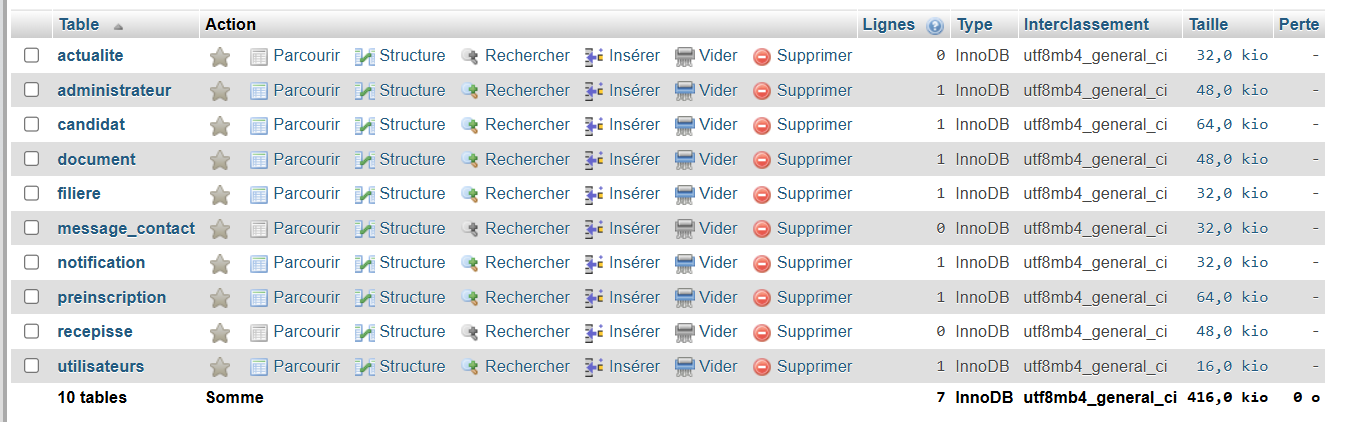 Table Action Lignes Type Interclassement Taille Perte
actualite Parcourir Structure Rechercher Insérer Vider Supprimer 0 InnoDB utf8mb4_general_ci 32,0 kio -
administrateur Parcourir Structure Rechercher Insérer Vider Supprimer 1 InnoDB utf8mb4_general_ci 48,0 kio -
candidat Parcourir Structure Rechercher Insérer Vider Supprimer 1 InnoDB utf8mb4_general_ci 64,0 kio -
document Parcourir Structure Rechercher Insérer Vider Supprimer 1 InnoDB utf8mb4_general_ci 48,0 kio -
filiere Parcourir Structure Rechercher Insérer Vider Supprimer 1 InnoDB utf8mb4_general_ci 32,0 kio -
message_contact Parcourir Structure Rechercher Insérer Vider Supprimer 0 InnoDB utf8mb4_general_ci 32,0 kio -
notification Parcourir Structure Rechercher Insérer Vider Supprimer 1 InnoDB utf8mb4_general_ci 32,0 kio -
preinscription Parcourir Structure Rechercher Insérer Vider Supprimer 1 InnoDB utf8mb4_general_ci 64,0 kio -
recepisse Parcourir Structure Rechercher Insérer Vider Supprimer 0 InnoDB utf8mb4_general_ci 48,0 kio -
utilisateurs Parcourir Structure Rechercher Insérer Vider Supprimer 1 InnoDB utf8mb4_general_ci 16,0 kio -
10 tables Somme 7 InnoDB utf8mb4_general_ci 416,0 kio 0 o